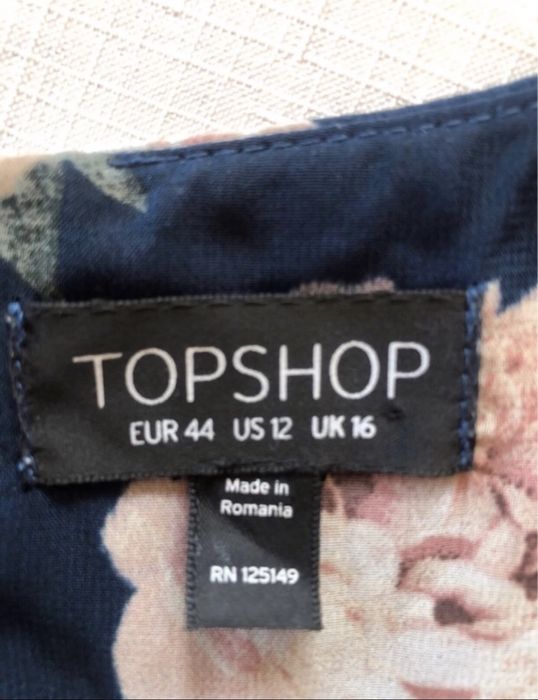 TOPSHOP
EUR 44 US 12 UK 16
Made in
Romania
RN 125149